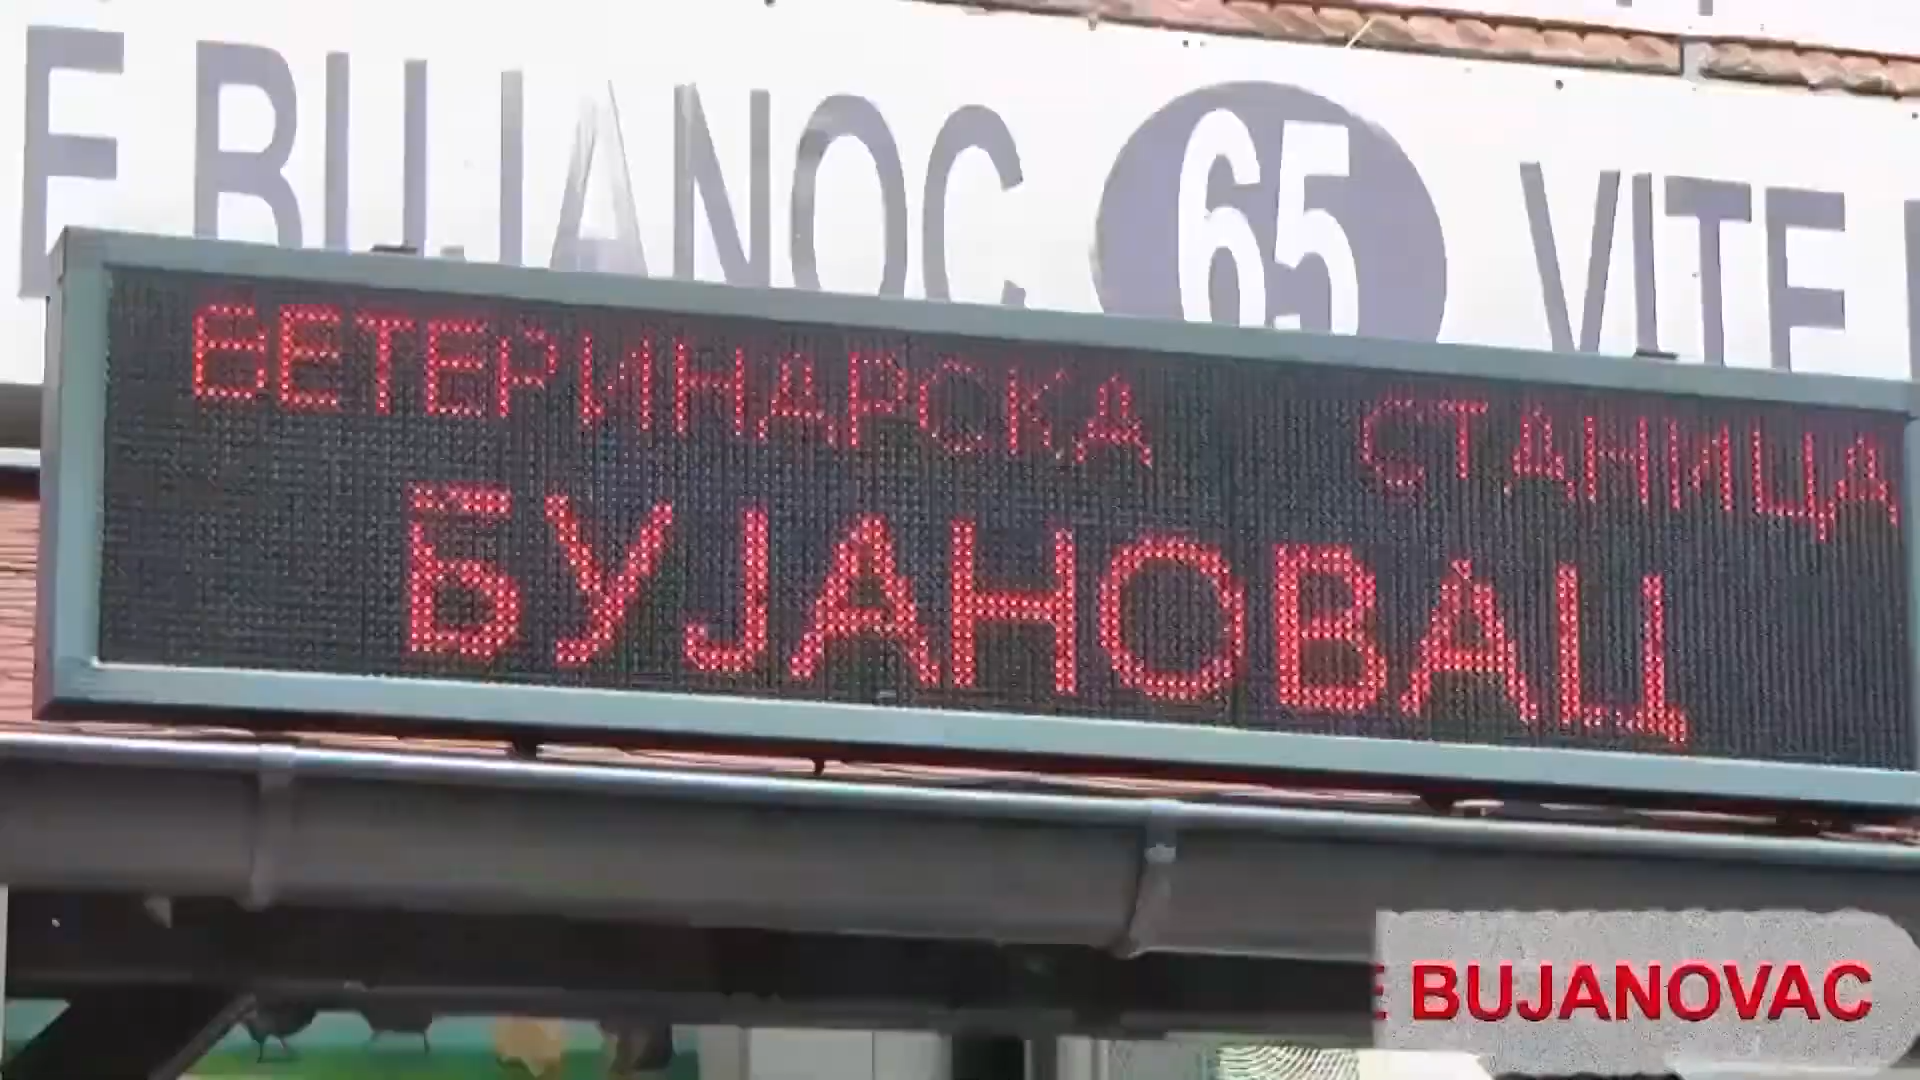 E BUJANOC 65 VITE
ВЕТЕРИНАРСКА СТАНИЦА
БУЈАНОВАЦ
E BUJANOVAC